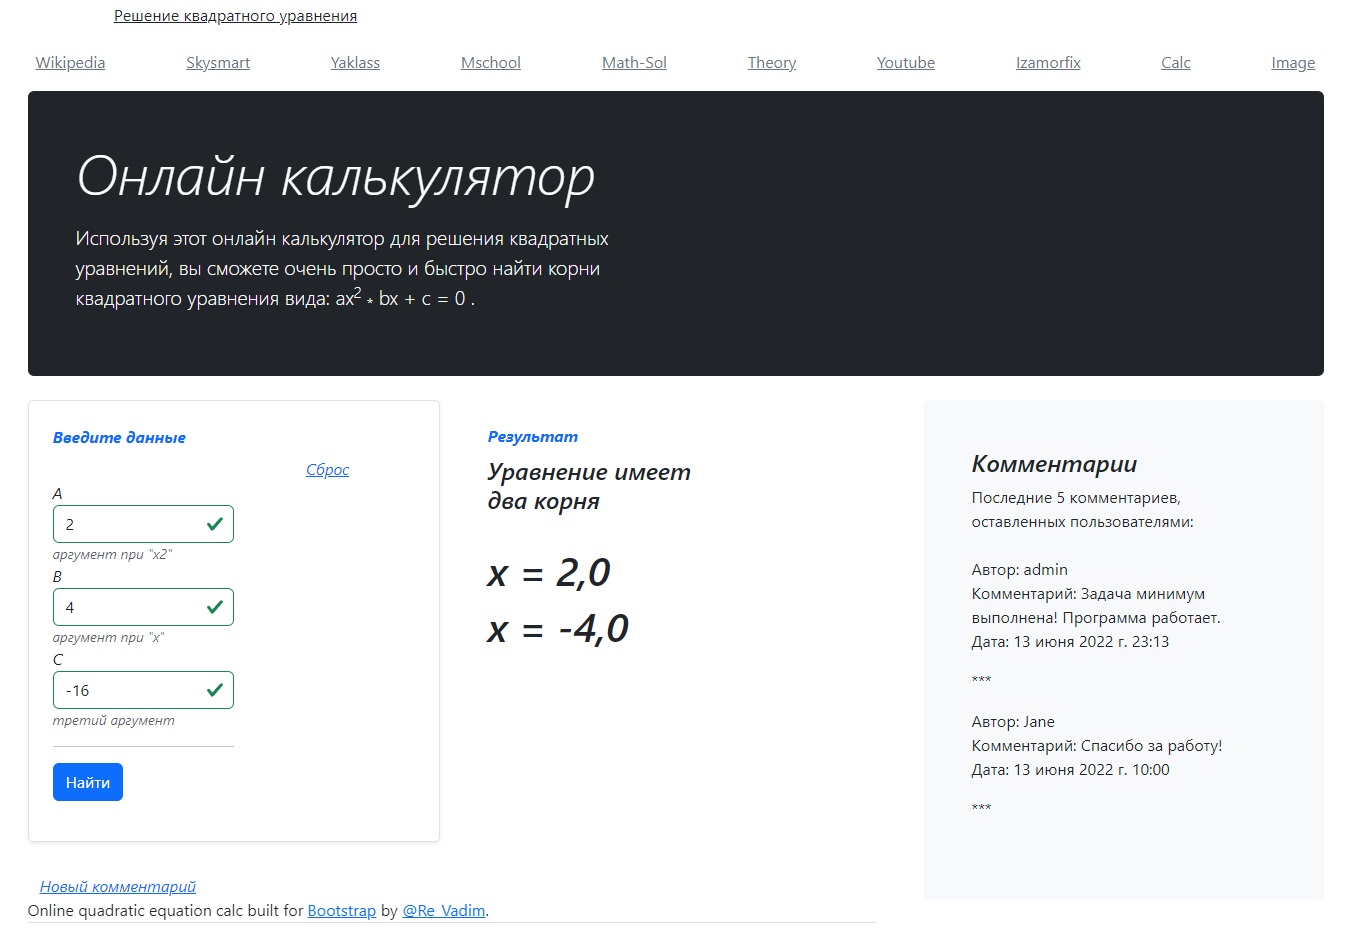 Решение квадратного уравнения
Wikipedia Skysmart Yaklass Mschool Math-Sol Theory Youtube Izamorfix Calc Image
Онлайн калькулятор
Используя этот онлайн калькулятор для решения квадратных
уравнений, вы сможете очень просто и быстро найти корни
квадратного уравнения вида: ax² * bx + c = 0 .
Введите данные
Сброс
A
2
аргумент при "x2"
B
4
аргумент при "x"
C
-16
третий аргумент
Найти
Результат
Уравнение имеет
два корня
x = 2,0
x = -4,0
Комментарии
Последние 5 комментариев,
оставленных пользователями:
Автор: admin
Комментарий: Задача минимум
выполнена! Программа работает.
Дата: 13 июня 2022 г. 23:13
***
Автор: Jane
Комментарий: Спасибо за работу!
Дата: 13 июня 2022 г. 10:00
***
Новый комментарий
Online quadratic equation calc built for Bootstrap by @Re_Vadim.